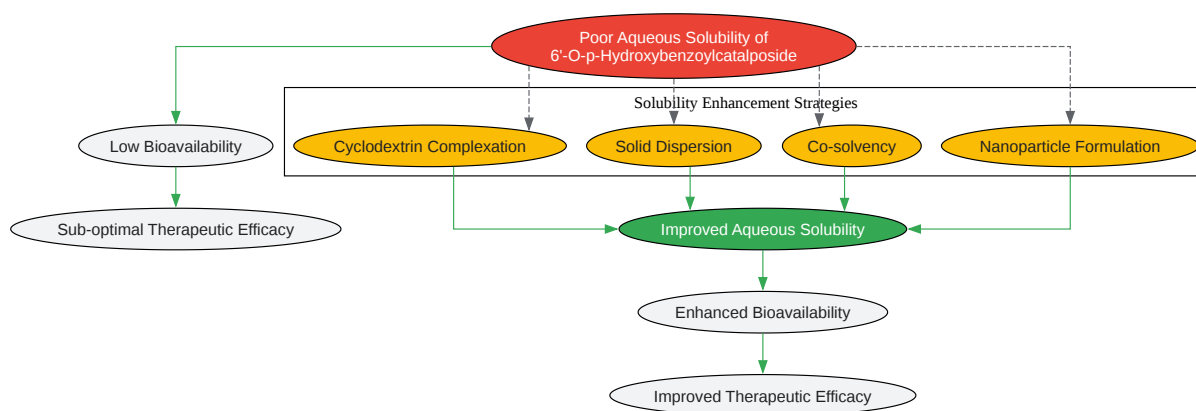 Poor Aqueous Solubility of
6'-O-p-Hydroxybenzoylcatalposide
Solubility Enhancement Strategies
Low Bioavailability
Cyclodextrin Complexation
Solid Dispersion
Co-solvency
Nanoparticle Formulation
Sub-optimal Therapeutic Efficacy
Improved Aqueous Solubility
Enhanced Bioavailability
Improved Therapeutic Efficacy